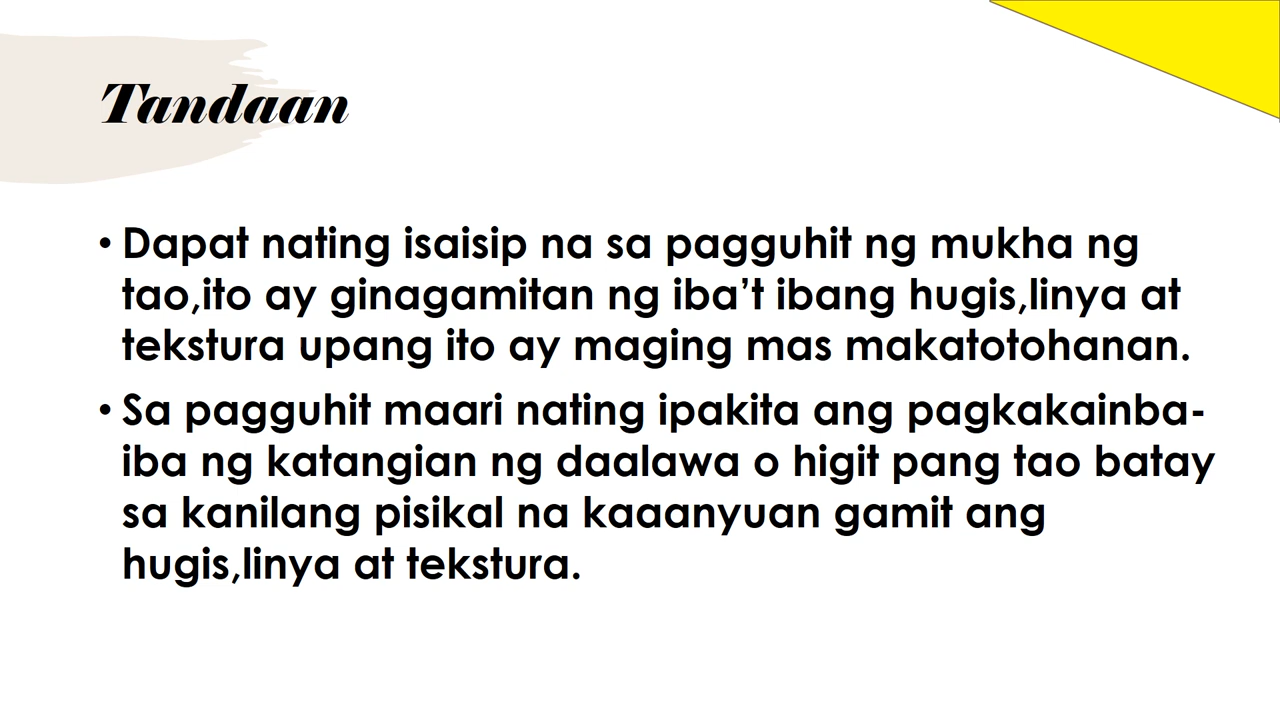 Tandaan
• Dapat nating isaisip na sa pagguhit ng mukha ng
tao,ito ay ginagamitan ng iba’t ibang hugis,linya at
tekstura upang ito ay maging mas makatotohanan.
• Sa pagguhit maari nating ipakita ang pagkakainba-
iba ng katangian ng daalawa o higit pang tao batay
sa kanilang pisikal na kaaanyuan gamit ang
hugis,linya at tekstura.